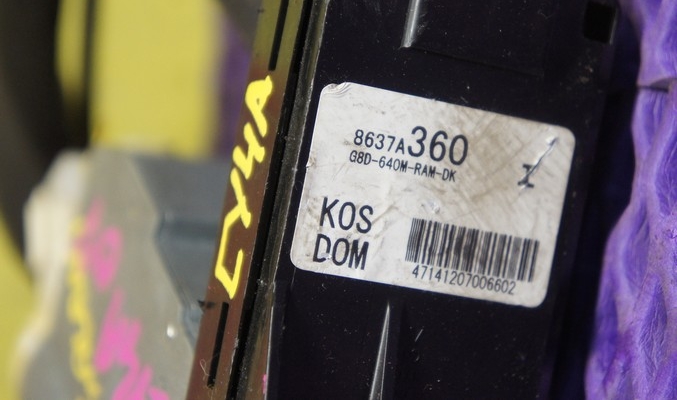 CY4A
8637A360
G8D-640M-RAM-DK
KOS
DOM
47141207006602